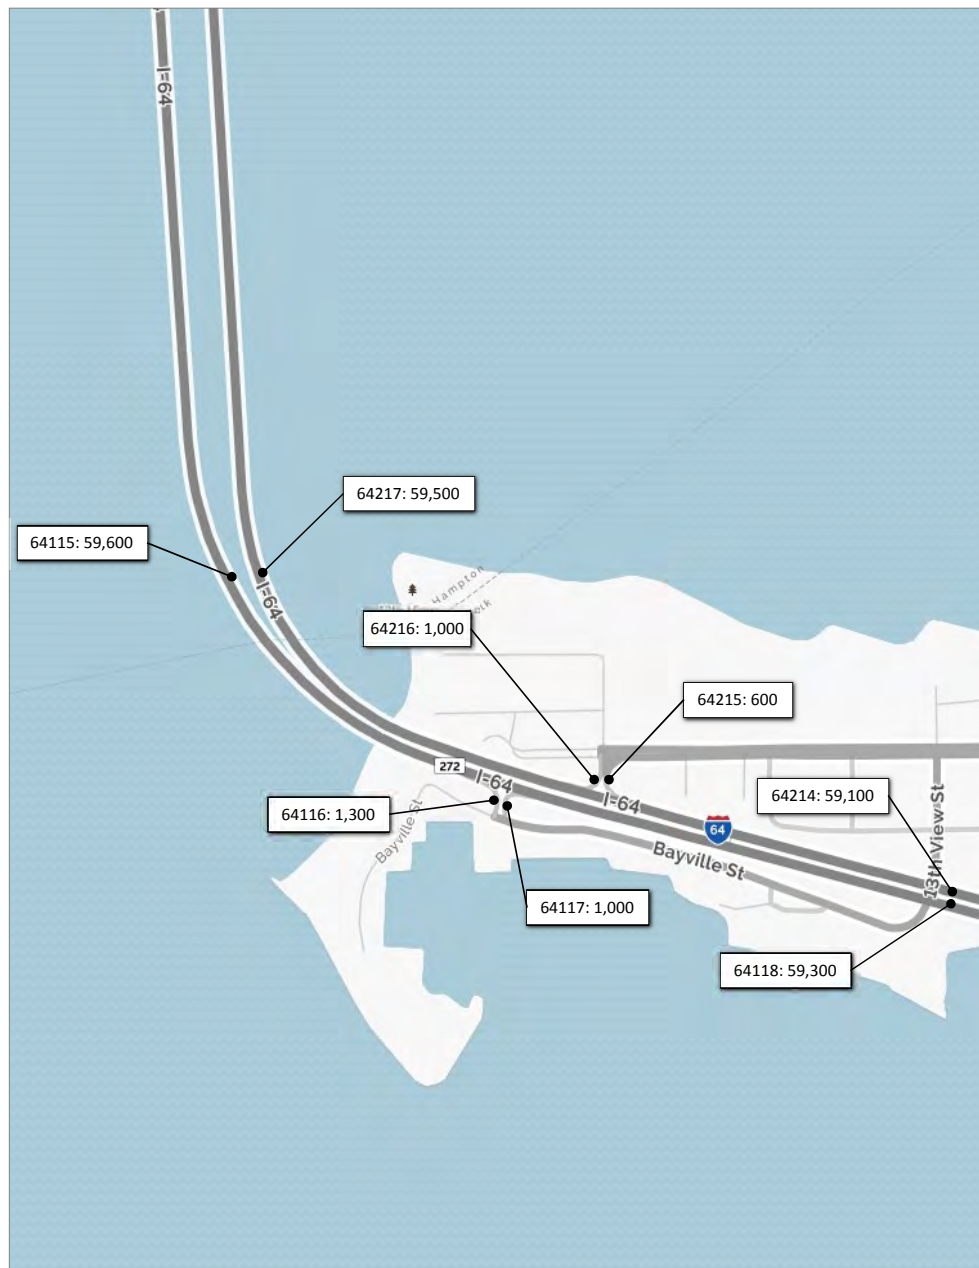 I-64
64217: 59,500
64115: 59,600
I-64
Hampton
64216: 1,000
64215: 600
272
I-64
I-64
64214: 59,100
64116: 1,300
64
Bayville St
Bayville St
13th View St
64117: 1,000
64118: 59,300